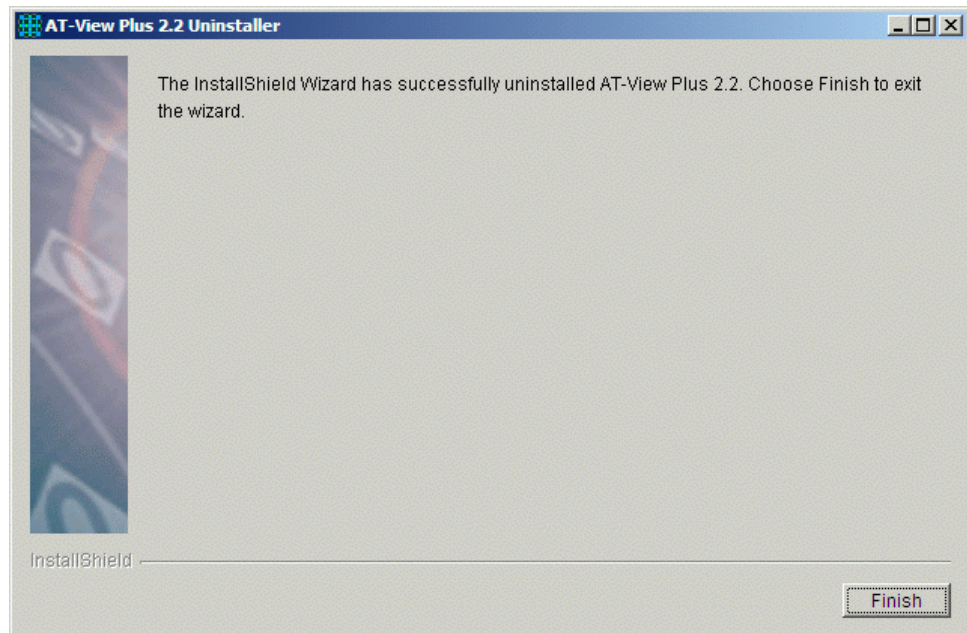 AT-View Plus 2.2 Uninstaller
The InstallShield Wizard has successfully uninstalled AT-View Plus 2.2. Choose Finish to exit
the wizard.
InstallShield
Finish